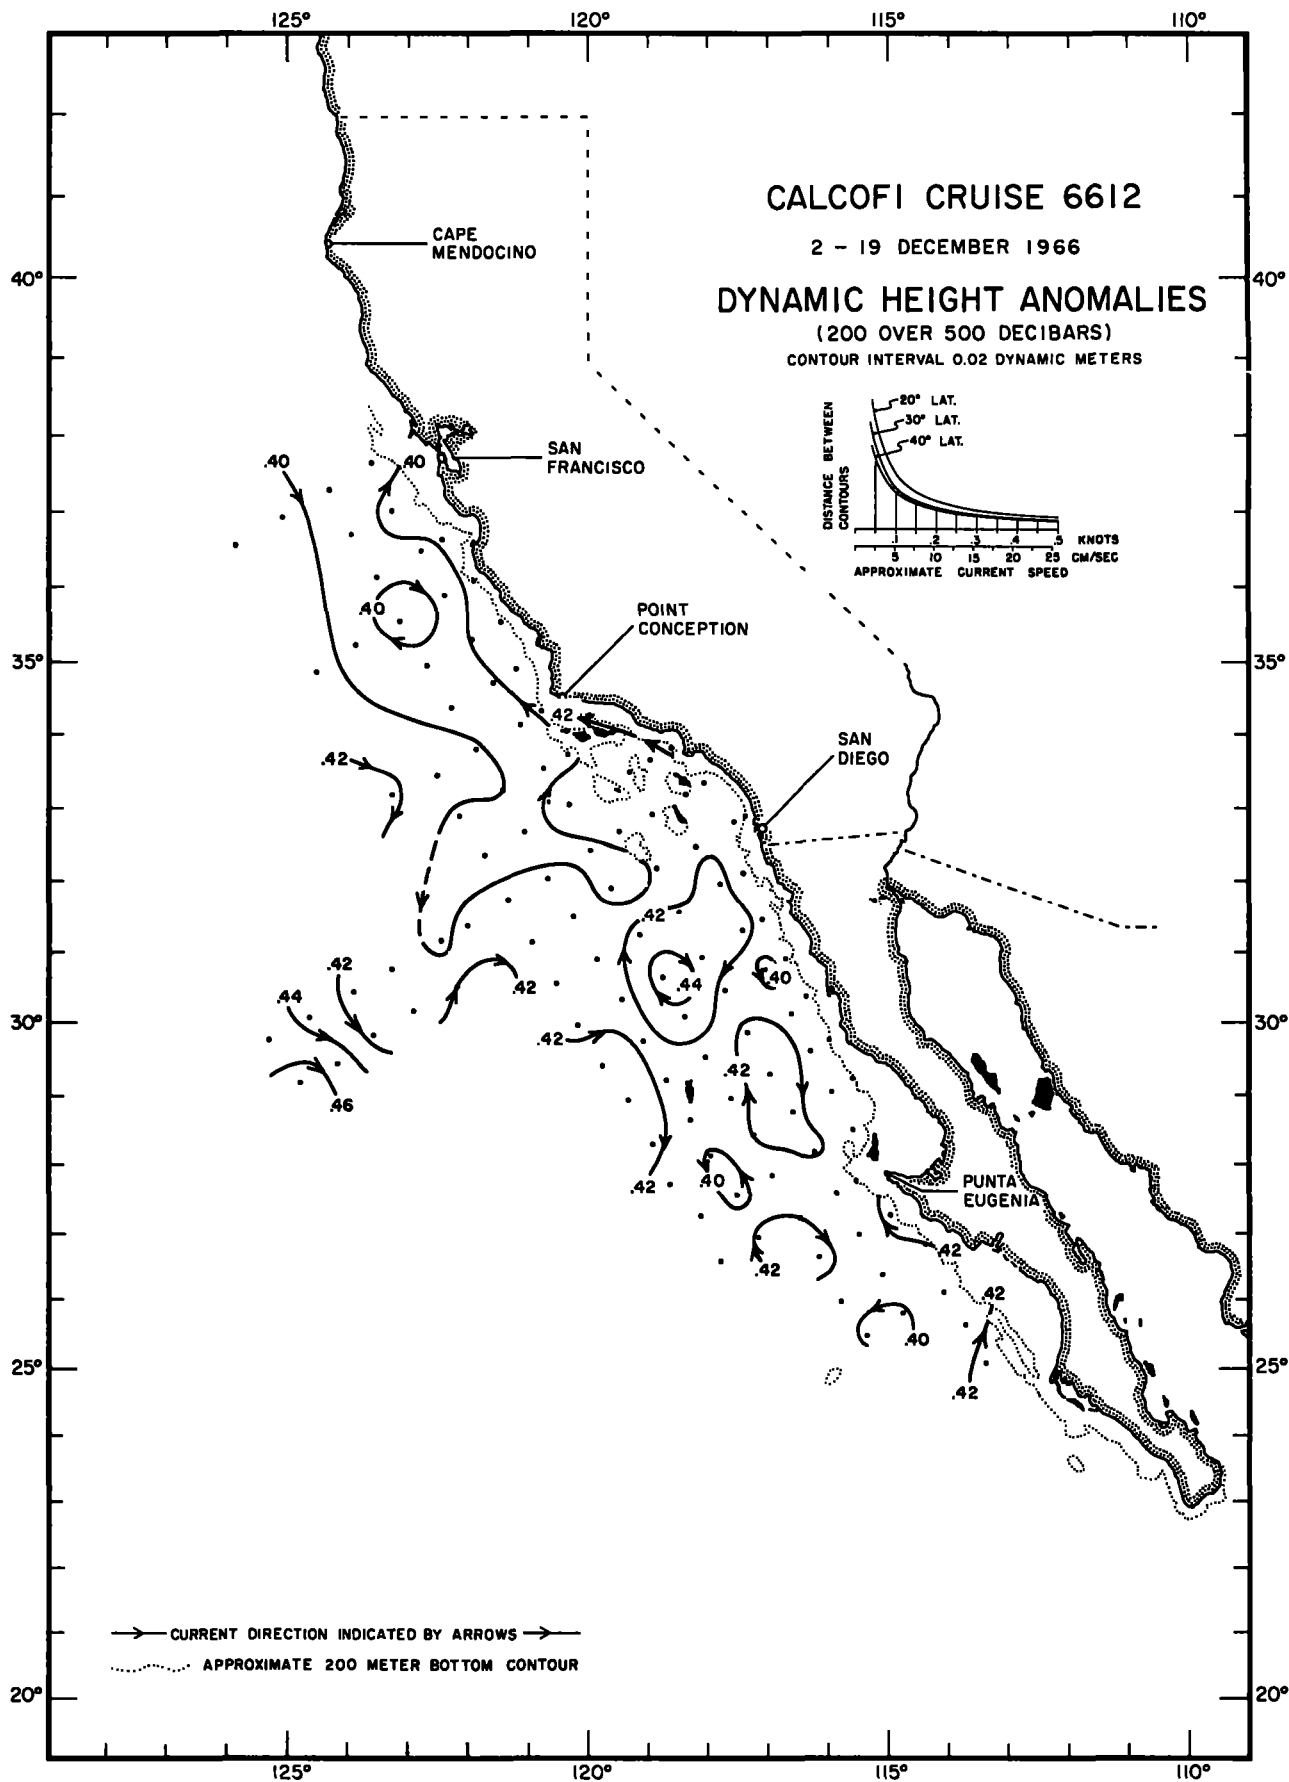 125° 120° 115° 110°
CALCOFI CRUISE 6612
2 – 19 DECEMBER 1966
CAPE
MENDOCINO
40° 40°
DYNAMIC HEIGHT ANOMALIES
(200 OVER 500 DECIBARS)
CONTOUR INTERVAL 0.02 DYNAMIC METERS
DISTANCE BETWEEN
CONTOURS
20° LAT.
30° LAT.
40° LAT.
.1 .2 .3 .4 .5 KNOTS
5 10 15 20 25 CM/SEC
APPROXIMATE CURRENT SPEED
SAN
FRANCISCO
.40
.40
.40
POINT
CONCEPTION
35° 35°
.42
.42
SAN
DIEGO
.42
.42
.44
.42
.44
.40
.42
30° 30°
.42
.42
.46
.42
.40
PUNTA
EUGENIA
.42
.42
.42
.40
25° 25°
.42
CURRENT DIRECTION INDICATED BY ARROWS
APPROXIMATE 200 METER BOTTOM CONTOUR
20° 20°
125° 120° 115° 110°